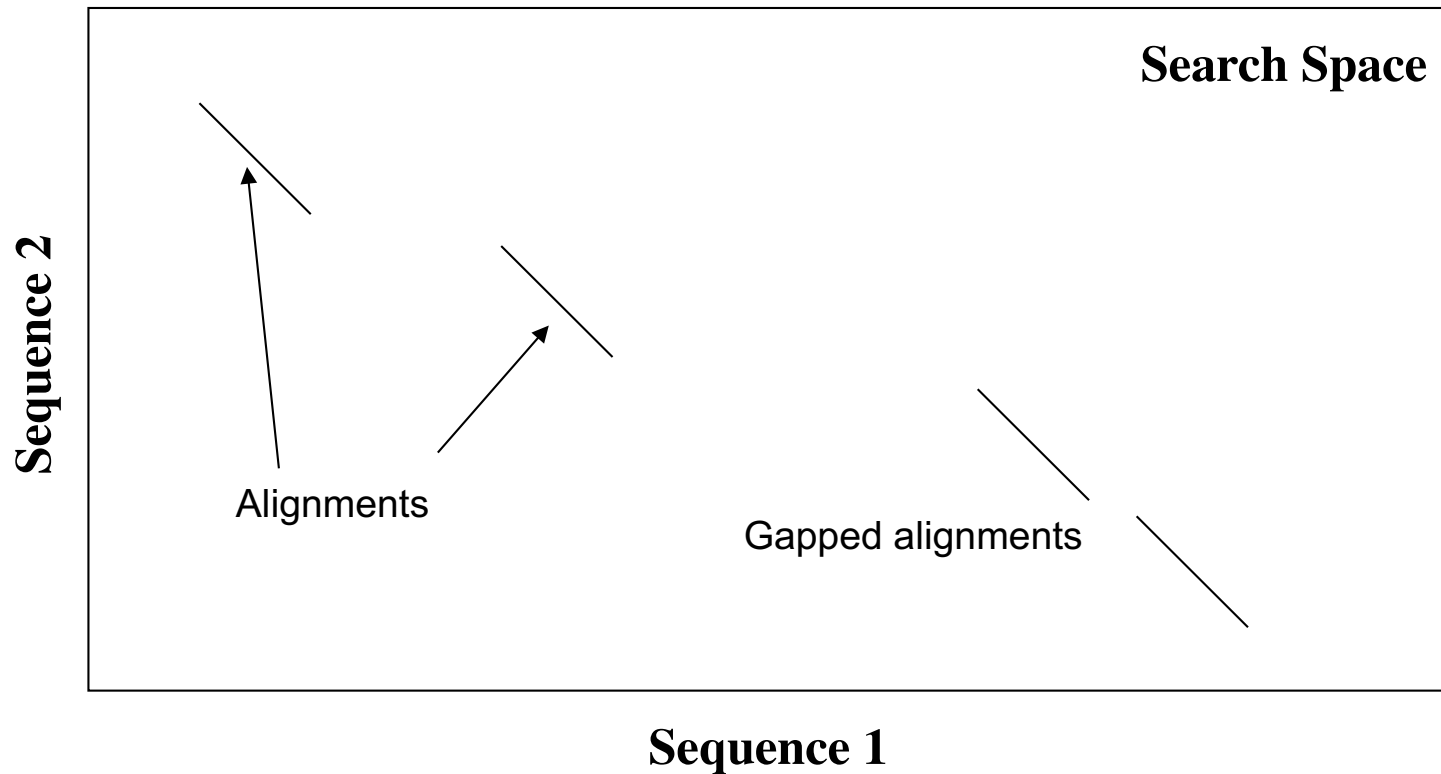 Search Space
Sequence 2
Alignments
Gapped alignments
Sequence 1